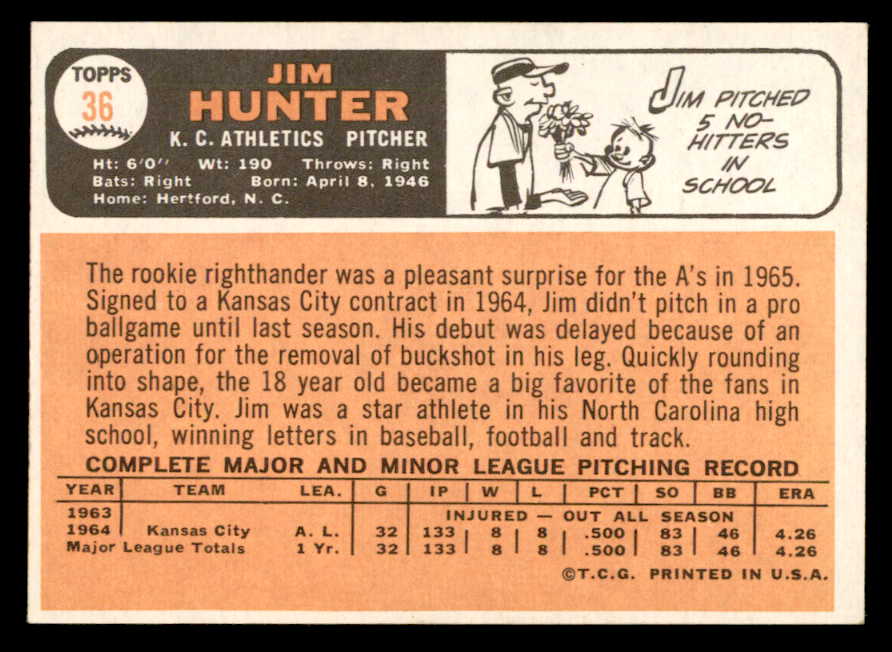 TOPPS
36
JIM
HUNTER
K. C. ATHLETICS PITCHER
Ht: 6'0" Wt: 190 Throws: Right
Bats: Right Born: April 8, 1946
Home: Hertford, N. C.
JIM PITCHED
5 NO-
HITTERS
IN
SCHOOL
The rookie righthander was a pleasant surprise for the A's in 1965.
Signed to a Kansas City contract in 1964, Jim didn't pitch in a pro
ballgame until last season. His debut was delayed because of an
operation for the removal of buckshot in his leg. Quickly rounding
into shape, the 18 year old became a big favorite of the fans in
Kansas City. Jim was a star athlete in his North Carolina high
school, winning letters in baseball, football and track.
COMPLETE MAJOR AND MINOR LEAGUE PITCHING RECORD
YEAR TEAM LEA. G IP W L PCT SO BB ERA
1963 INJURED — OUT ALL SEASON
1964 Kansas City A. L. 32 133 8 8 .500 83 46 4.26
Major League Totals 1 Yr. 32 133 8 8 .500 83 46 4.26
©T.C.G. PRINTED IN U.S.A.